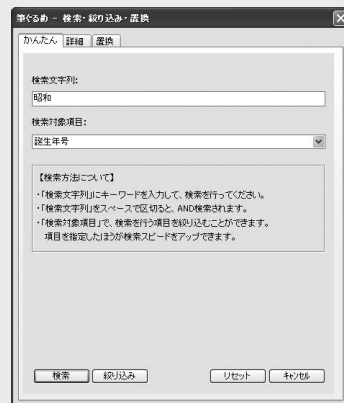 筆ぐるめ - 検索・絞り込み・置換
かんたん 詳細 置換
検索文字列:
昭和
検索対象項目:
誕生年号
【検索方法について】
・「検索文字列」にキーワードを入力して、検索を行ってください。
・「検索文字列」をスペースで区切ると、AND検索されます。
・「検索対象項目」で、検索を行う項目を絞り込むことができます。
項目を指定したほうが検索スピードをアップできます。
検索 絞り込み リセット キャンセル